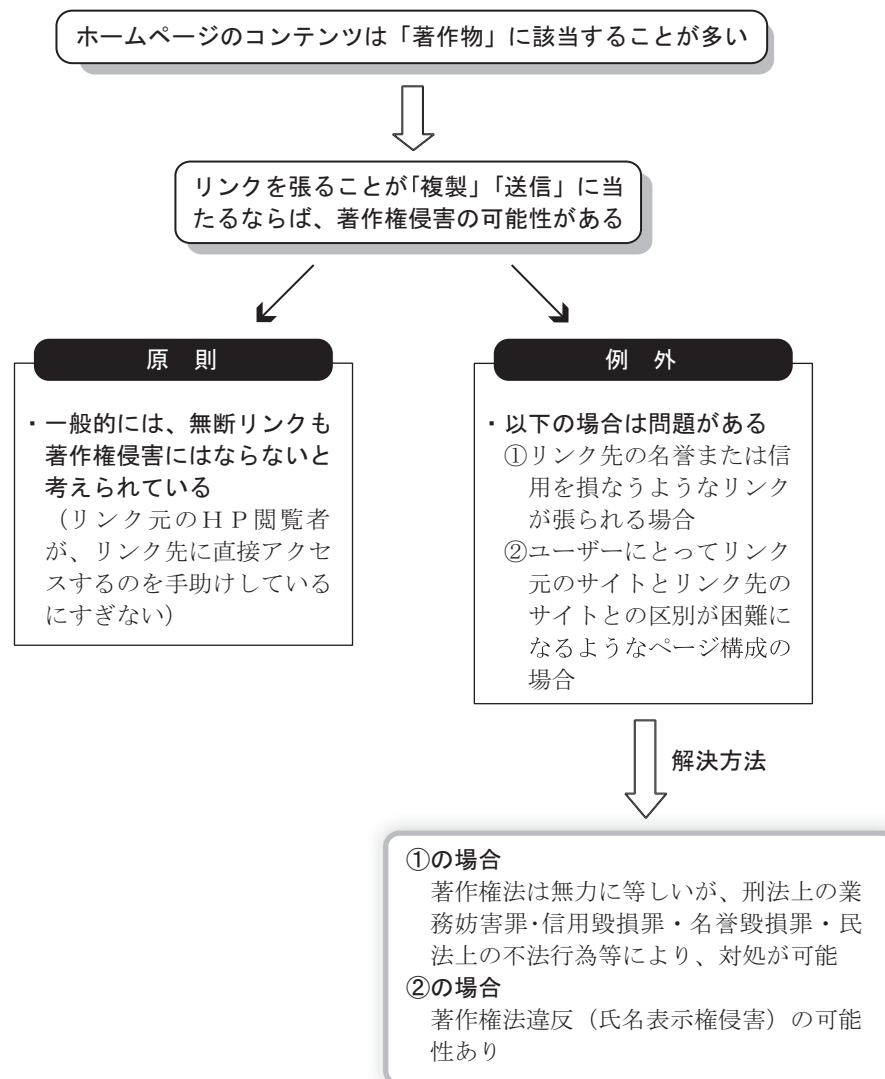 ホームページのコンテンツは「著作物」に該当することが多い
リンクを張ることが「複製」「送信」に当
たるならば、著作権侵害の可能性がある
原　則
・一般的には、無断リンクも
著作権侵害にはならないと
考えられている
（リンク元のＨＰ閲覧者
が、リンク先に直接アクセ
スするのを手助けしている
にすぎない）
例　外
・以下の場合は問題がある
①リンク先の名誉または信
用を損なうようなリンク
が張られる場合
②ユーザーにとってリンク
元のサイトとリンク先の
サイトとの区別が困難に
なるようなページ構成の
場合
解決方法
①の場合
著作権法は無力に等しいが、刑法上の業
務妨害罪・信用毀損罪・名誉毀損罪・民
法上の不法行為等により、対処が可能
②の場合
著作権法違反（氏名表示権侵害）の可能
性あり